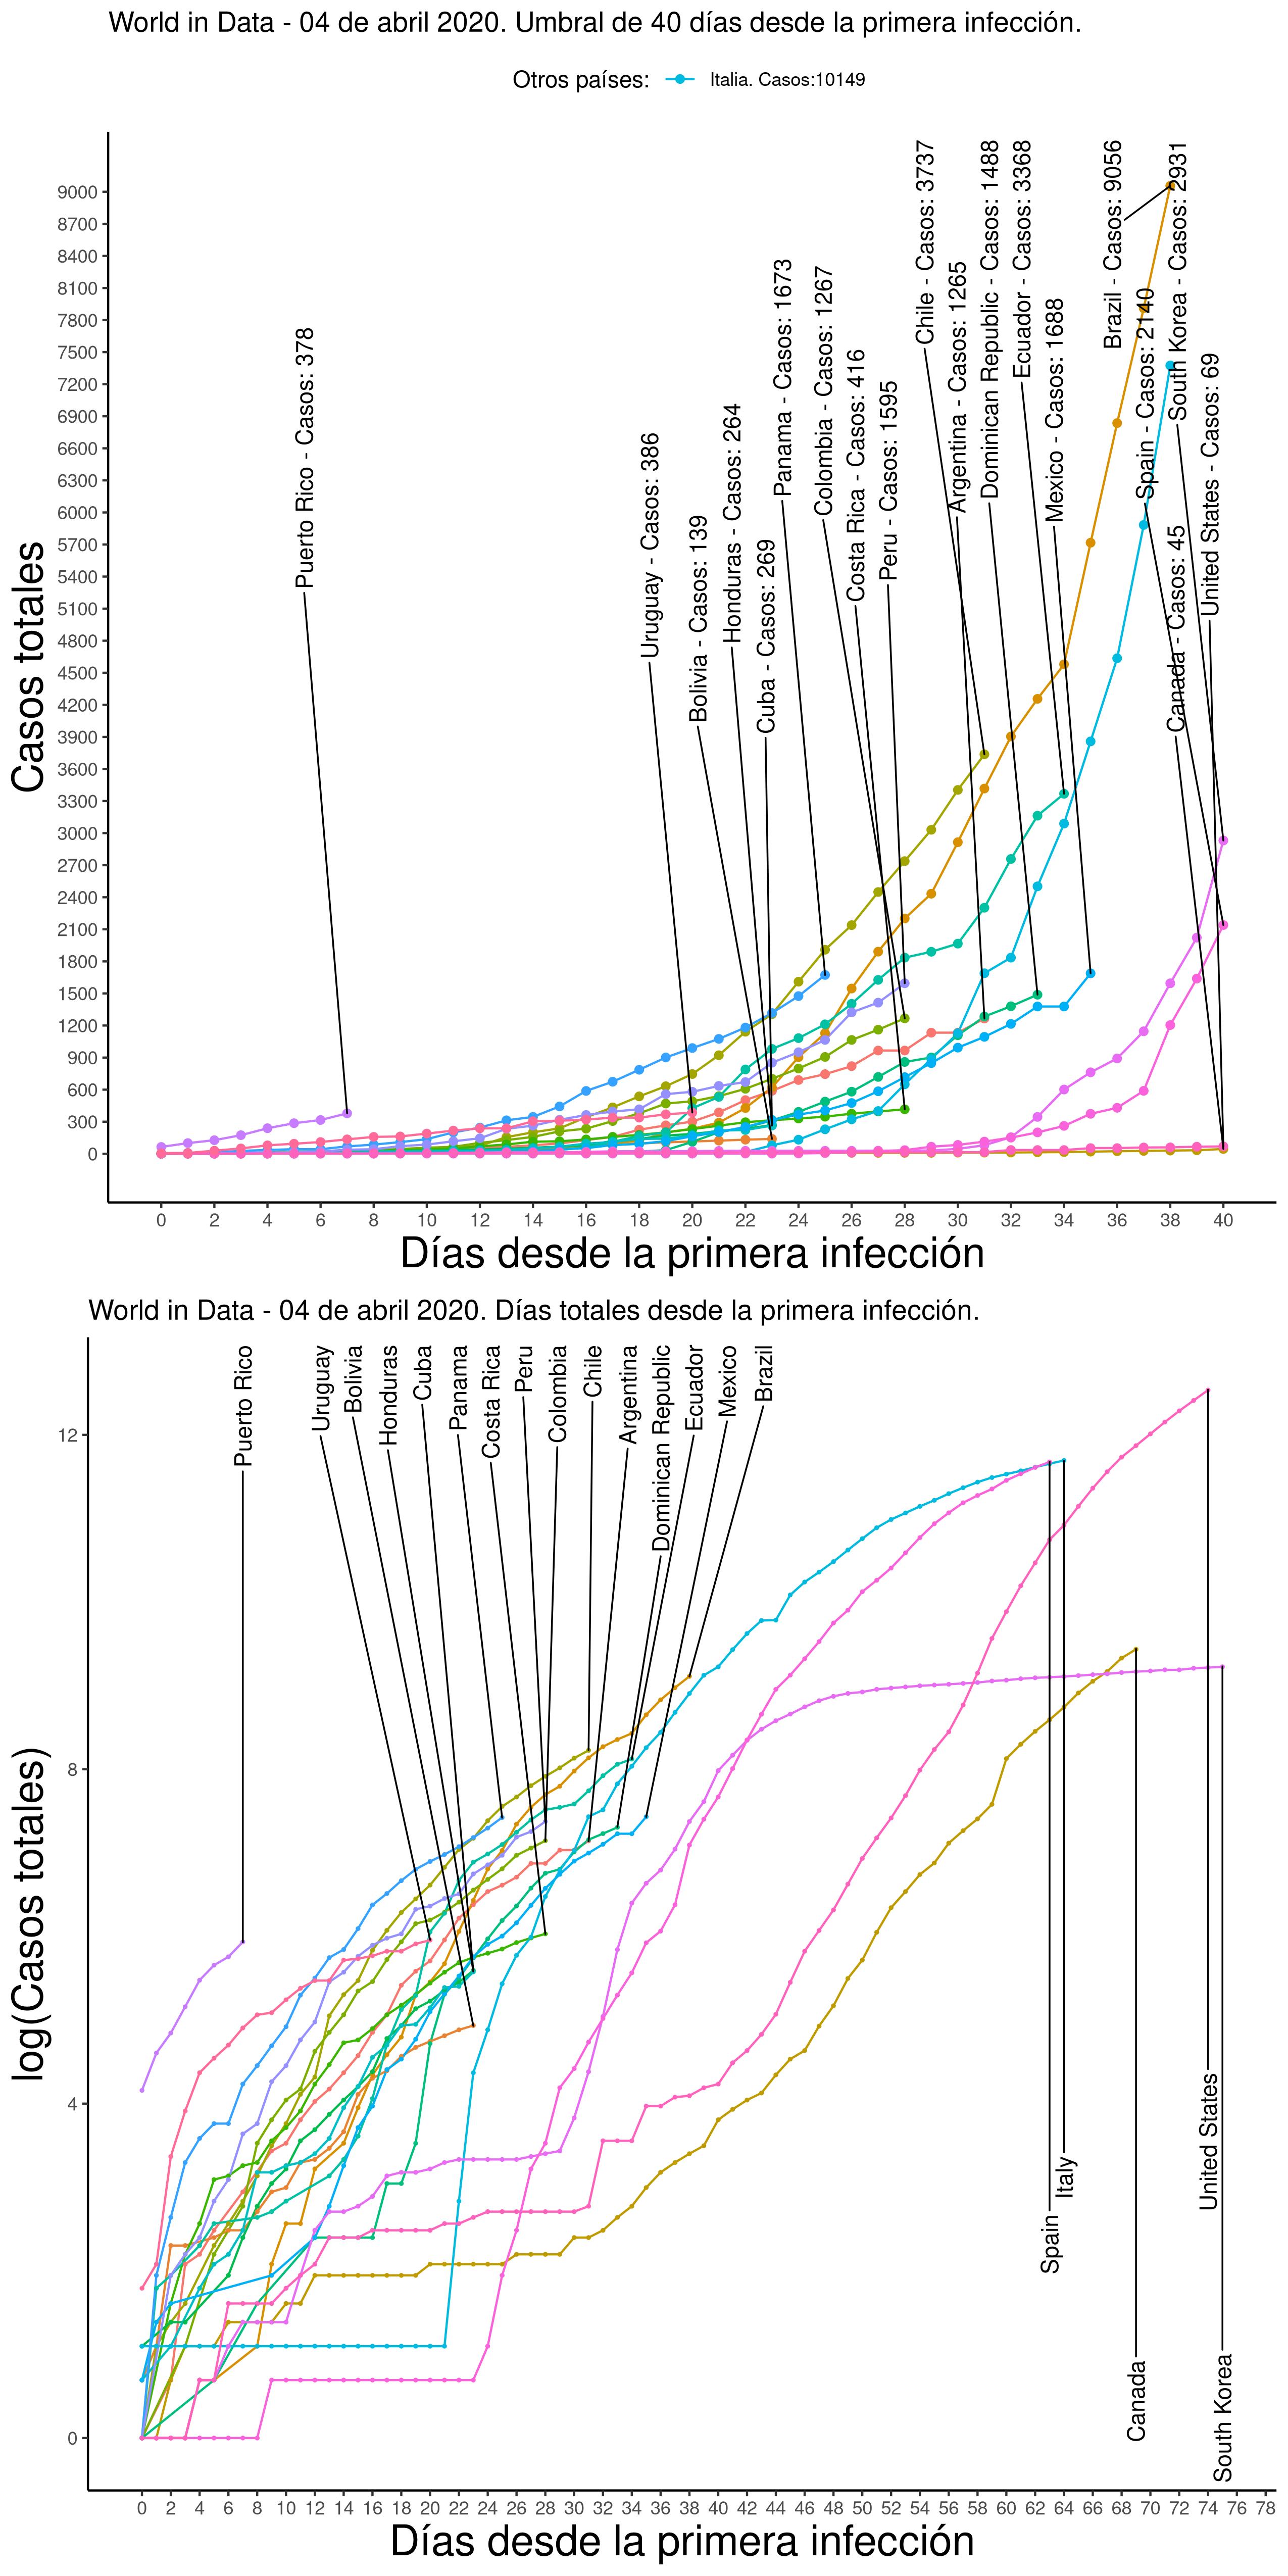 World in Data - 04 de abril 2020. Umbral de 40 días desde la primera infección.
Otros países: Italia. Casos:10149
Casos totales
9000
8700
8400
8100
7800
7500
7200
6900
6600
6300
6000
5700
5400
5100
4800
4500
4200
3900
3600
3300
3000
2700
2400
2100
1800
1500
1200
900
600
300
0
Puerto Rico - Casos: 378
Uruguay - Casos: 386
Bolivia - Casos: 139
Honduras - Casos: 264
Cuba - Casos: 269
Panama - Casos: 1673
Colombia - Casos: 1267
Costa Rica - Casos: 416
Peru - Casos: 1595
Chile - Casos: 3737
Argentina - Casos: 1265
Dominican Republic - Casos: 1488
Ecuador - Casos: 3368
Mexico - Casos: 1688
Brazil - Casos: 9056
Spain - Casos: 2140
South Korea - Casos: 2931
Canada - Casos: 45
United States - Casos: 69
0 2 4 6 8 10 12 14 16 18 20 22 24 26 28 30 32 34 36 38 40
Días desde la primera infección
World in Data - 04 de abril 2020. Días totales desde la primera infección.
log(Casos totales)
12
8
4
0
Puerto Rico
Uruguay
Bolivia
Honduras
Cuba
Panama
Costa Rica
Peru
Colombia
Chile
Argentina
Dominican Republic
Ecuador
Mexico
Brazil
Spain
Italy
Canada
United States
South Korea
0 2 4 6 8 10 12 14 16 18 20 22 24 26 28 30 32 34 36 38 40 42 44 46 48 50 52 54 56 58 60 62 64 66 68 70 72 74 76 78
Días desde la primera infección